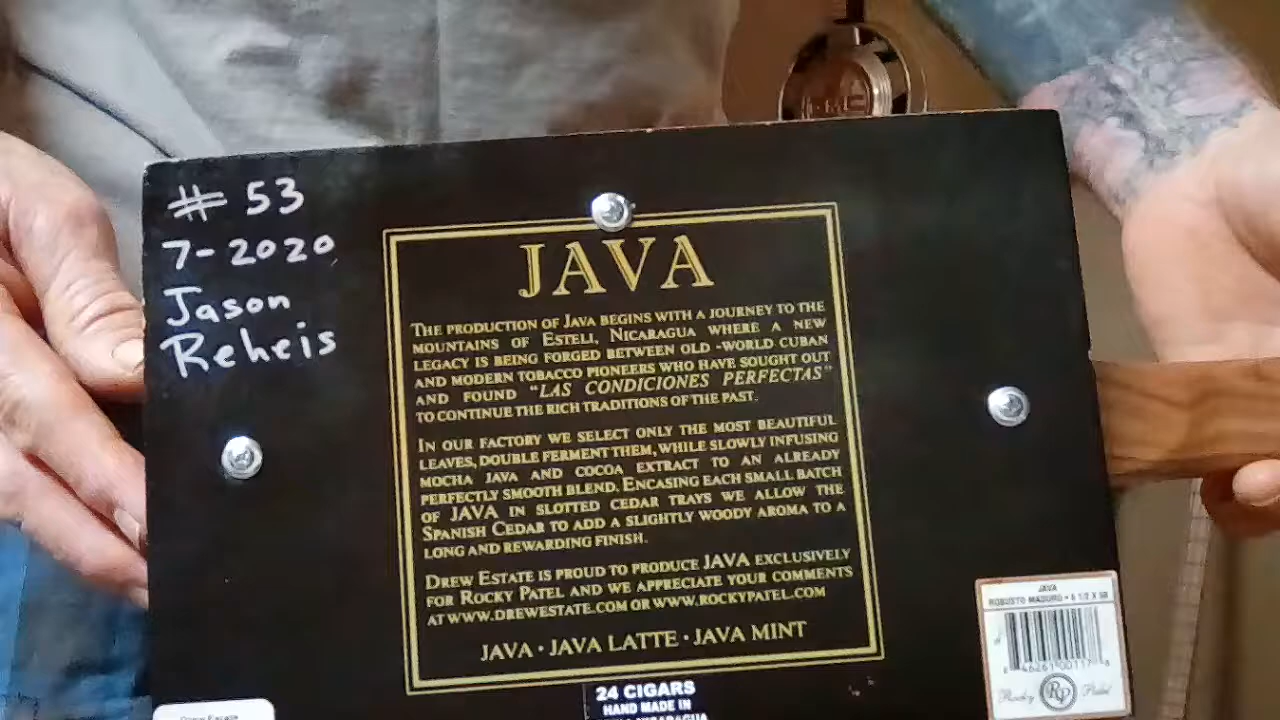 # 53
7-2020
Jason
Reheis
JAVA
THE PRODUCTION OF JAVA BEGINS WITH A JOURNEY TO THE
MOUNTAINS OF ESTELI, NICARAGUA WHERE A NEW
LEGACY IS BEING FORGED BETWEEN OLD -WORLD CUBAN
AND MODERN TOBACCO PIONEERS WHO HAVE SOUGHT OUT
AND FOUND "LAS CONDICIONES PERFECTAS"
TO CONTINUE THE RICH TRADITIONS OF THE PAST.
IN OUR FACTORY WE SELECT ONLY THE MOST BEAUTIFUL
LEAVES, DOUBLE FERMENT THEM, WHILE SLOWLY INFUSING
MOCHA JAVA AND COCOA EXTRACT TO AN ALREADY
PERFECTLY SMOOTH BLEND. ENCASING EACH SMALL BATCH
OF JAVA IN SLOTTED CEDAR TRAYS WE ALLOW THE
SPANISH CEDAR TO ADD A SLIGHTLY WOODY AROMA TO A
LONG AND REWARDING FINISH.
DREW ESTATE IS PROUD TO PRODUCE JAVA EXCLUSIVELY
FOR ROCKY PATEL AND WE APPRECIATE YOUR COMMENTS
AT WWW.DREWESTATE.COM OR WWW.ROCKYPATEL.COM
JAVA • JAVA LATTE • JAVA MINT
24 CIGARS
HAND MADE IN
NICARAGUA
JAVA
ROBUSTO MADURO •
Rocky RP Patel
Drew Estate